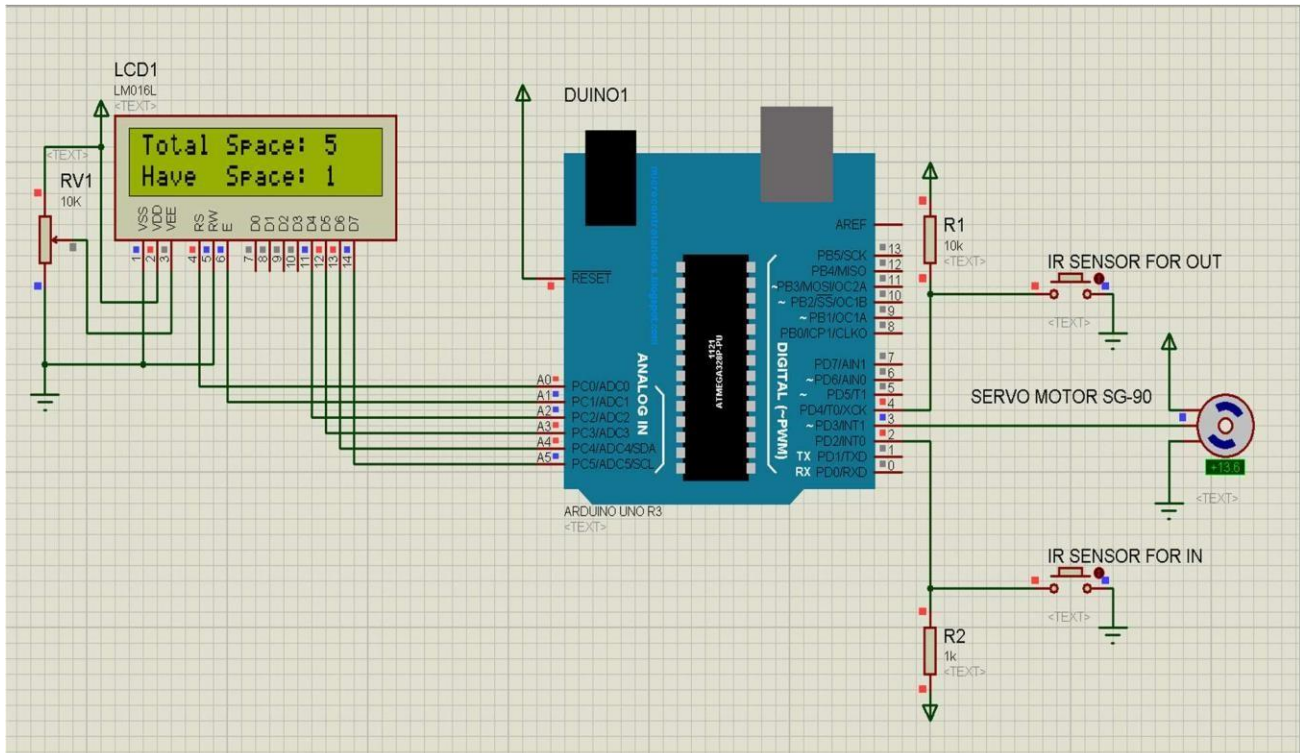 LCD1
LM016L
<TEXT>
Total Space: 5
Have Space: 1
<TEXT>
RV1
10K
VSS
VDD
VEE
RS
RW
E
D0
D1
D2
D3
D4
D5
D6
D7
1
2
3
4
5
6
7
8
9
10
11
12
13
14
DUINO1
RESET
AREF
PB5/SCK 13
PB4/MISO 12
~PB3/MOSI/OC2A 11
~ PB2/SS/OC1B 10
~ PB1/OC1A 9
PB0/ICP1/CLKO 8
PD7/AIN1 7
~ PD6/AIN0 6
~ PD5/T1 5
PD4/T0/XCK 4
~ PD3/INT1 3
PD2/INT0 2
TX PD1/TXD 1
RX PD0/RXD 0
DIGITAL (~PWM)
1121
ATMEGA328P-PU
ANALOG IN
A0 PC0/ADC0
A1 PC1/ADC1
A2 PC2/ADC2
A3 PC3/ADC3
A4 PC4/ADC4/SDA
A5 PC5/ADC5/SCL
ARDUINO UNO R3
<TEXT>
R1
10k
<TEXT>
IR SENSOR FOR OUT
<TEXT>
SERVO MOTOR SG-90
+13.6
<TEXT>
IR SENSOR FOR IN
<TEXT>
R2
1k
<TEXT>